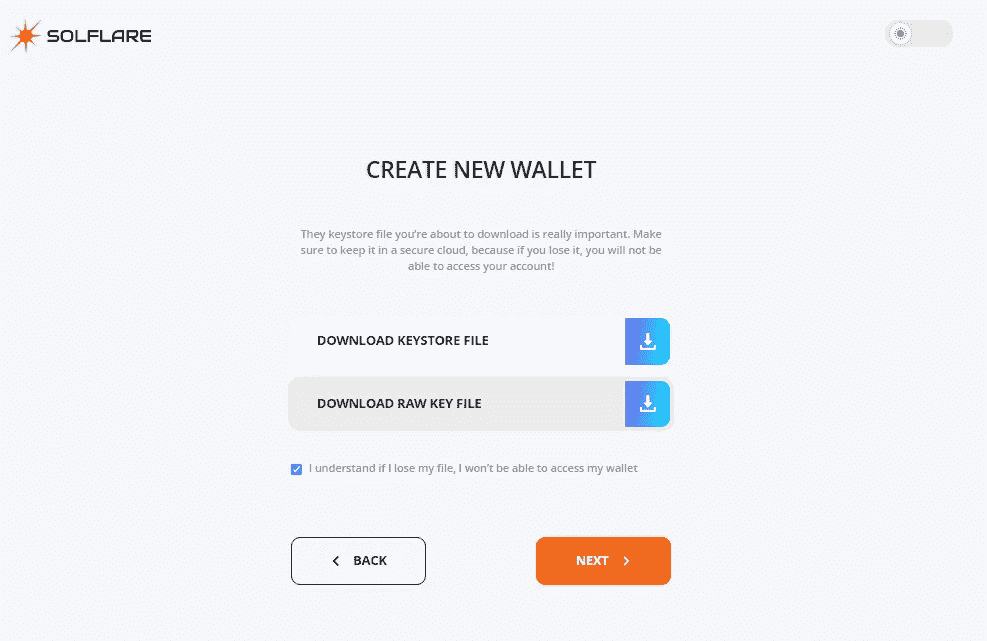 SOLFLARE
CREATE NEW WALLET
They keystore file you're about to download is really important. Make
sure to keep it in a secure cloud, because if you lose it, you will not be
able to access your account!
DOWNLOAD KEYSTORE FILE
DOWNLOAD RAW KEY FILE
I understand if I lose my file, I won't be able to access my wallet
BACK
NEXT